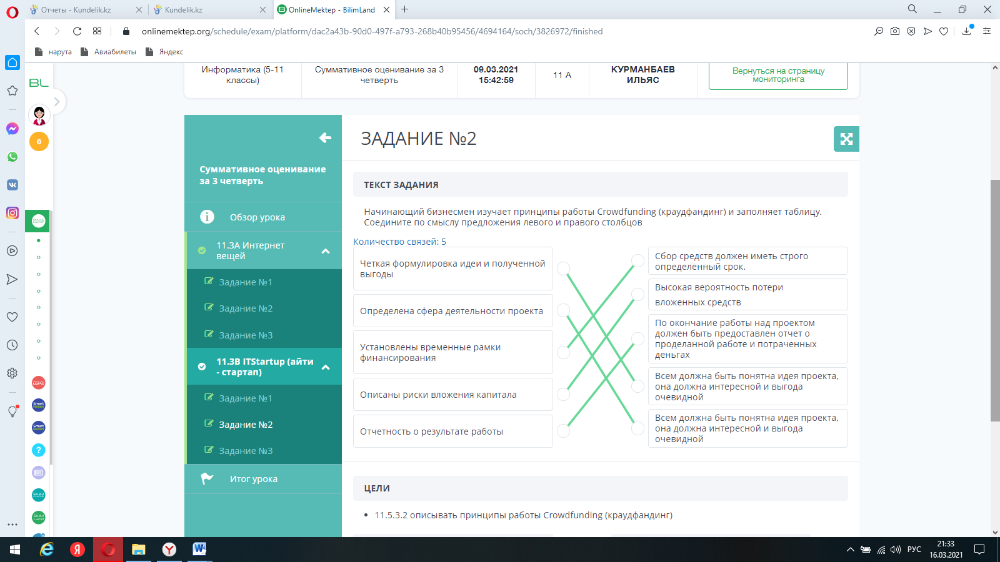 Отчеты - Kundelik.kz
Kundelik.kz
OnlineMektep - BilimLand
onlinemektep.org/schedule/exam/platform/dac2a43b-90d0-497f-a793-268b40b95456/4694164/soch/3826972/finished
нарута
Авиабилеты
Яндекс
BL
0
Информатика (5-11
классы)
Суммативное оценивание за 3
четверть
09.03.2021
15:42:59
11 А
КУРМАНБАЕВ
ИЛЬЯС
Вернуться на страницу
мониторинга
Суммативное оценивание
за 3 четверть
Обзор урока
11.3А Интернет
вещей
Задание №1
Задание №2
Задание №3
11.3В ITStartup (айти
- стартап)
Задание №1
Задание №2
Задание №3
Итог урока
ЗАДАНИЕ №2
ТЕКСТ ЗАДАНИЯ
Начинающий бизнесмен изучает принципы работы Crowdfunding (краудфандинг) и заполняет таблицу.
Соедините по смыслу предложения левого и правого столбцов
Количество связей: 5
Четкая формулировка идеи и полученной
выгоды
Определена сфера деятельности проекта
Установлены временные рамки
финансирования
Описаны риски вложения капитала
Отчетность о результате работы
Сбор средств должен иметь строго
определенный срок.
Высокая вероятность потери
вложенных средств
По окончание работы над проектом
должен быть предоставлен отчет о
проделанной работе и потраченных
деньгах
Всем должна быть понятна идея проекта,
она должна интересной и выгода
очевидной
Всем должна быть понятна идея проекта,
она должна интересной и выгода
очевидной
ЦЕЛИ
11.5.3.2 описывать принципы работы Crowdfunding (краудфандинг)
РУС
21:33
16.03.2021